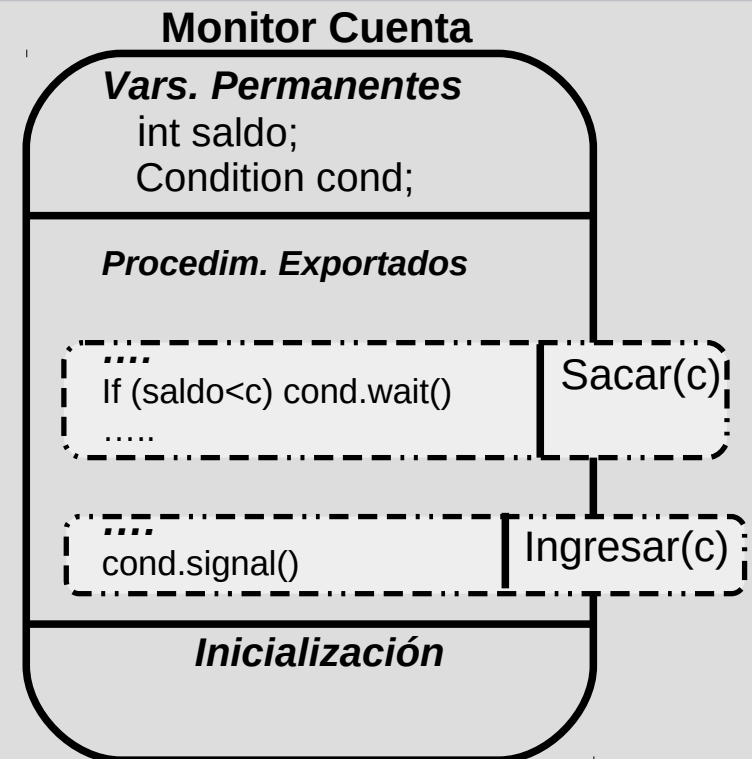 Monitor Cuenta
Vars. Permanentes
int saldo;
Condition cond;
Procedim. Exportados
....
If (saldo<c) cond.wait()
.....
Sacar(c)
....
cond.signal()
Ingresar(c)
Inicialización